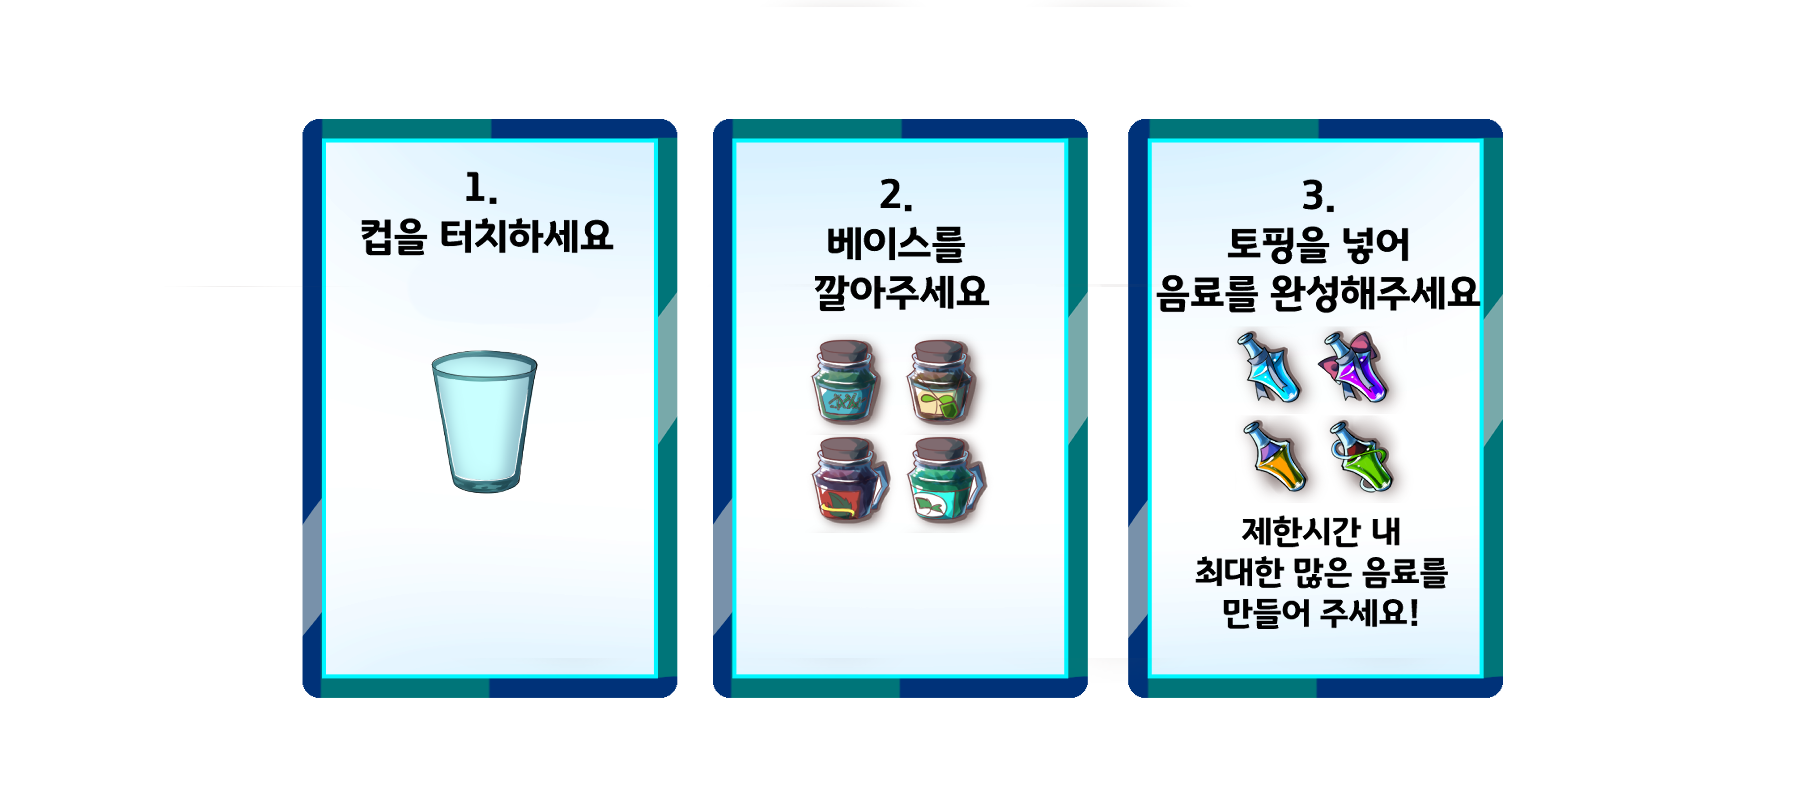 1.
컵을 터치하세요
2.
베이스를
깔아주세요
3.
토핑을 넣어
음료를 완성해주세요
제한시간 내
최대한 많은 음료를
만들어 주세요!